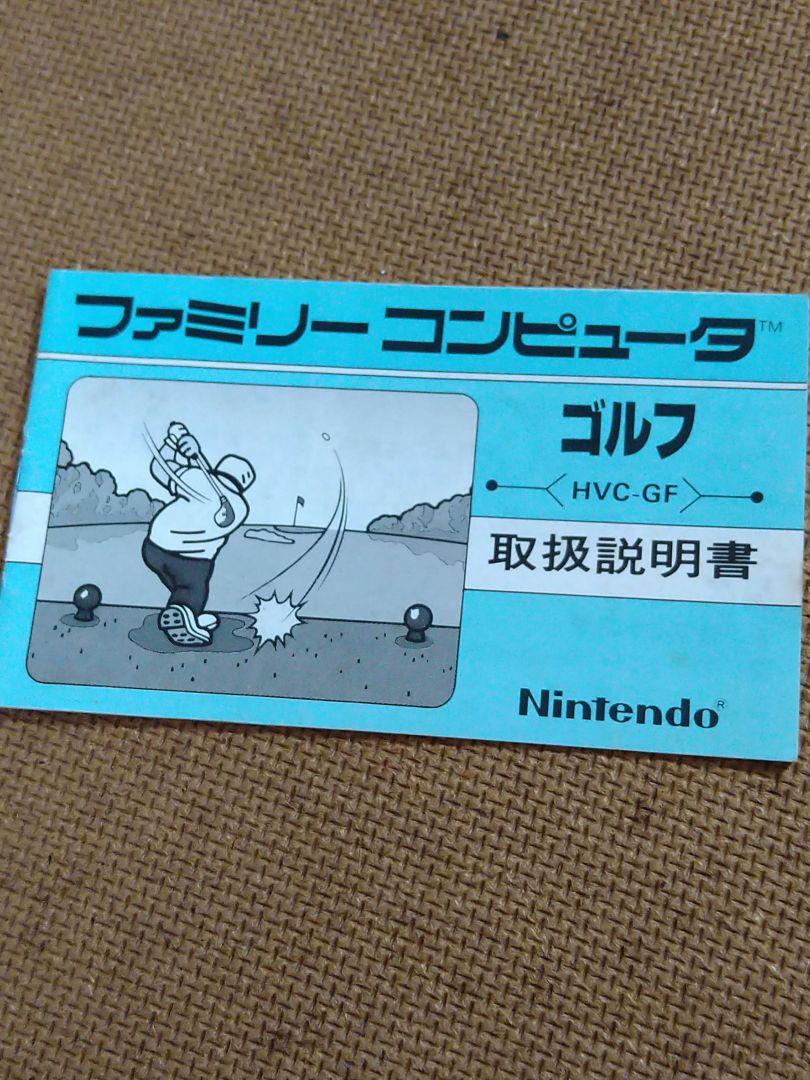 ファミリー コンピュータ™
ゴルフ
HVC-GF
取扱説明書
Nintendo®